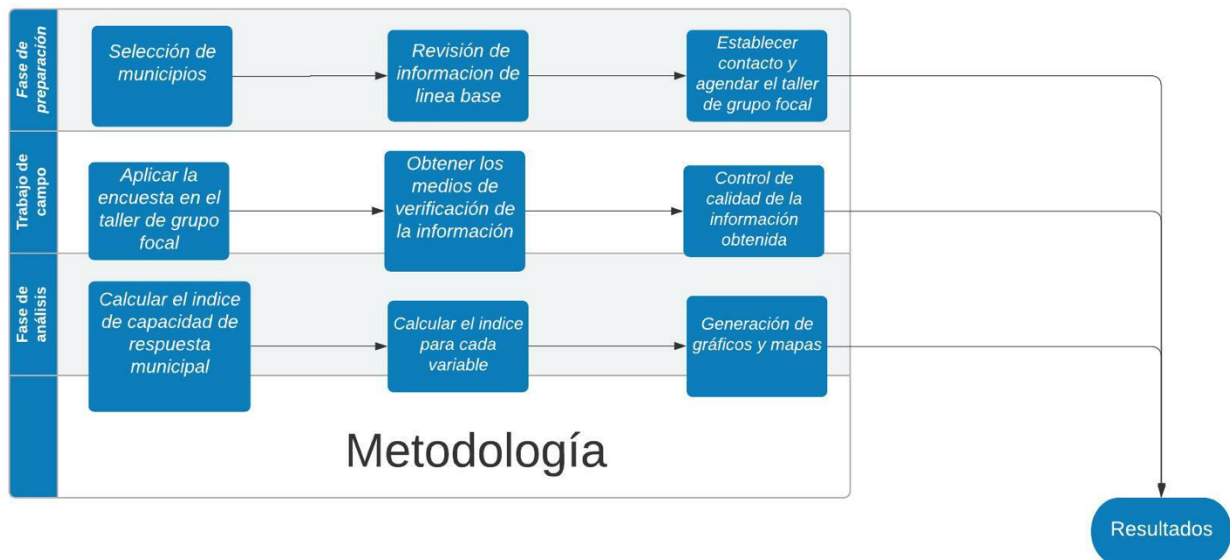 Fase de
preparación
Selección de
municipios
Revisión de
informacion de
linea base
Establecer
contacto y
agendar el taller
de grupo focal
Trabajo de
campo
Aplicar la
encuesta en el
taller de grupo
focal
Obtener los
medios de
verificación de
la información
Control de
calidad de la
información
obtenida
Fase de
análisis
Calcular el indice
de capacidad de
respuesta
municipal
Calcular el indice
para cada
variable
Generación de
gráficos y mapas
Metodología
Resultados